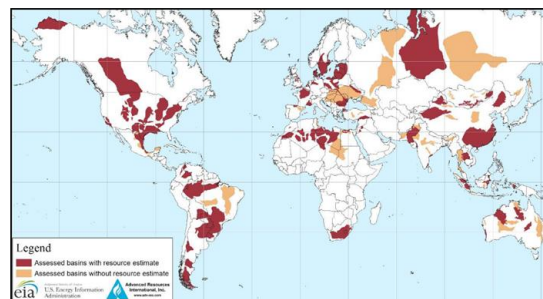 Legend
Assessed basins with resource estimate
Assessed basins without resource estimate
eia
U.S. Energy Information
Administration
Advanced Resources
International, Inc.